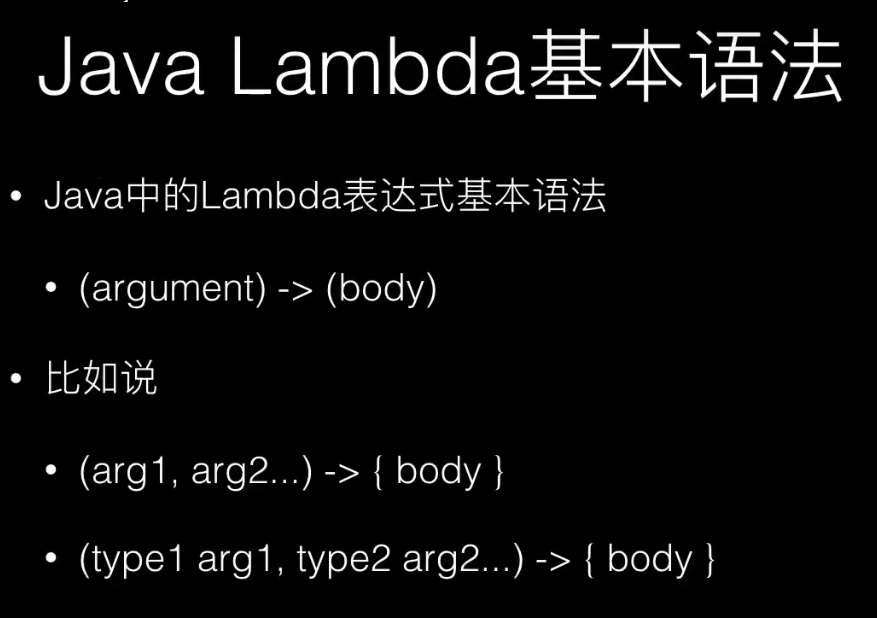 Java Lambda基本语法
• Java中的Lambda表达式基本语法
• (argument) -> (body)
• 比如说
• (arg1, arg2...) -> { body }
• (type1 arg1, type2 arg2...) -> { body }